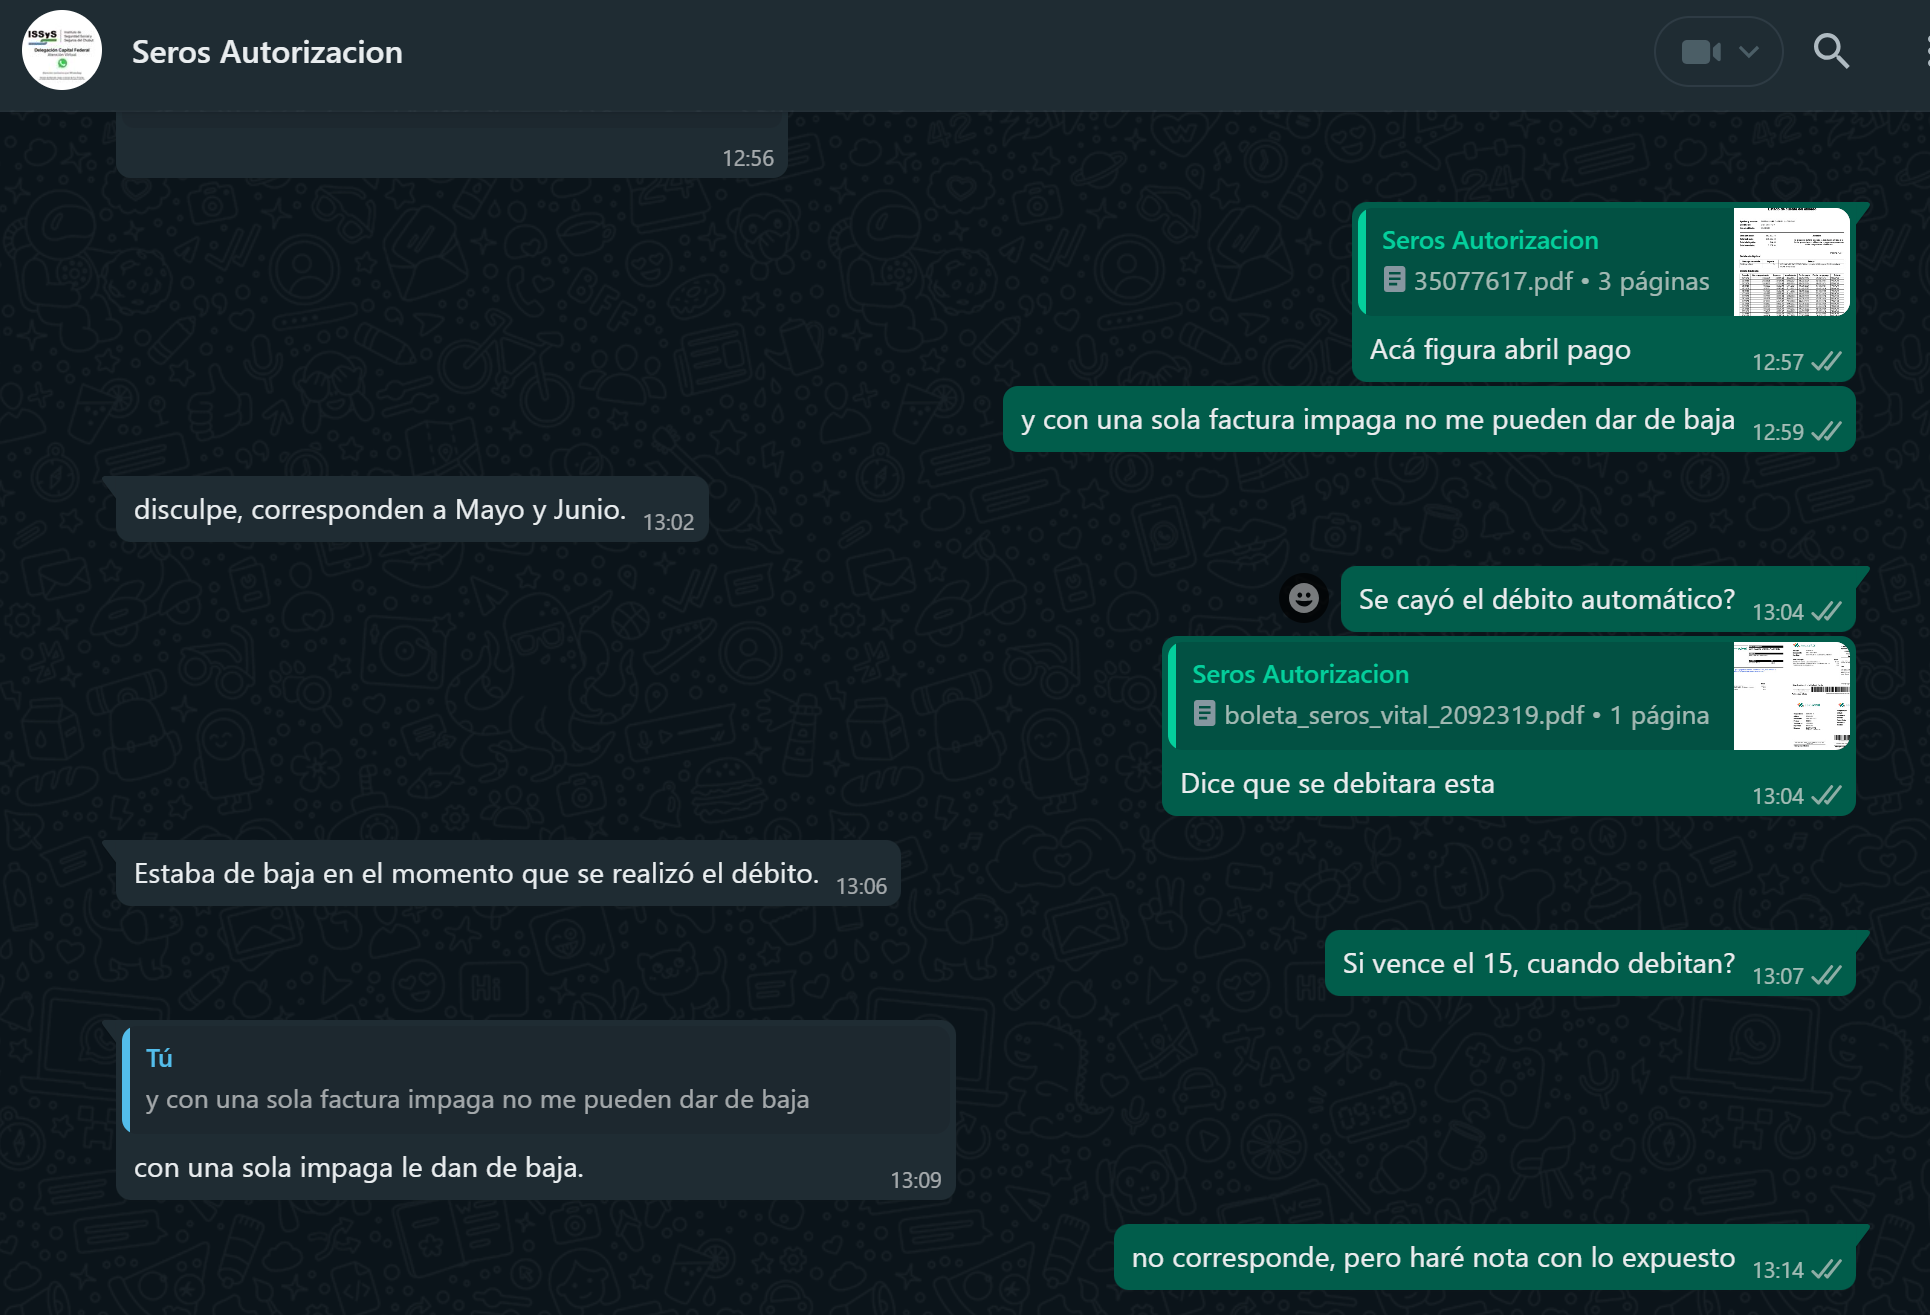 ISSyS
Delegación Capital Federal
Seros Autorizacion
12:56
Seros Autorizacion
35077617.pdf • 3 páginas
Acá figura abril pago
12:57
y con una sola factura impaga no me pueden dar de baja
12:59
disculpe, corresponden a Mayo y Junio.
13:02
Se cayó el débito automático?
13:04
Seros Autorizacion
boleta_seros_vital_2092319.pdf • 1 página
Dice que se debitara esta
13:04
Estaba de baja en el momento que se realizó el débito.
13:06
Si vence el 15, cuando debitan?
13:07
Tú
y con una sola factura impaga no me pueden dar de baja
con una sola impaga le dan de baja.
13:09
no corresponde, pero haré nota con lo expuesto
13:14